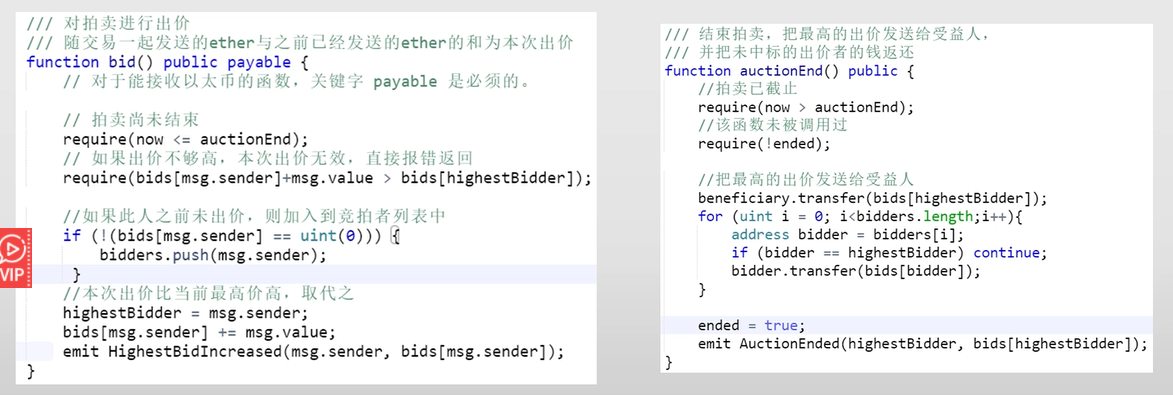 /// 对拍卖进行出价
/// 随交易一起发送的ether与之前已经发送的ether的和为本次出价
function bid() public payable {
// 对于能接收以太币的函数，关键字 payable 是必须的。
// 拍卖尚未结束
require(now <= auctionEnd);
// 如果出价不够高，本次出价无效，直接报错返回
require(bids[msg.sender]+msg.value > bids[highestBidder]);
//如果此人之前未出价，则加入到竞拍者列表中
if (!(bids[msg.sender] == uint(0))) {
bidders.push(msg.sender);
}
//本次出价比当前最高价高，取代之
highestBidder = msg.sender;
bids[msg.sender] += msg.value;
emit HighestBidIncreased(msg.sender, bids[msg.sender]);
}
VIP
/// 结束拍卖，把最高的出价发送给受益人，
/// 并把未中标的出价者的钱返还
function auctionEnd() public {
//拍卖已截止
require(now > auctionEnd);
//该函数未被调用过
require(!ended);
//把最高的出价发送给受益人
beneficiary.transfer(bids[highestBidder]);
for (uint i = 0; i<bidders.length;i++){
address bidder = bidders[i];
if (bidder == highestBidder) continue;
bidder.transfer(bids[bidder]);
}
ended = true;
emit AuctionEnded(highestBidder, bids[highestBidder]);
}